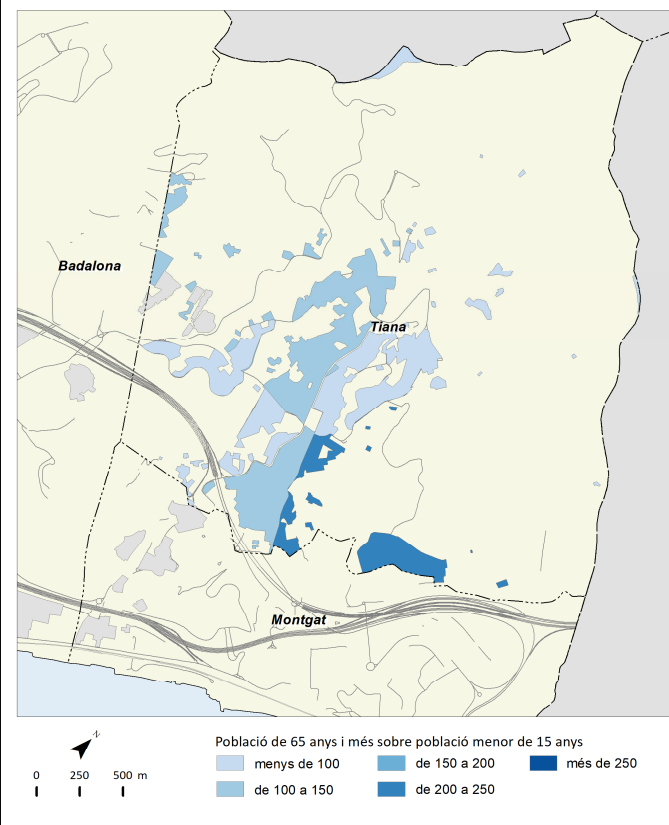 Badalona
Tiana
Montgat
N
0 250 500 m
Població de 65 anys i més sobre població menor de 15 anys
menys de 100
de 150 a 200
més de 250
de 100 a 150
de 200 a 250